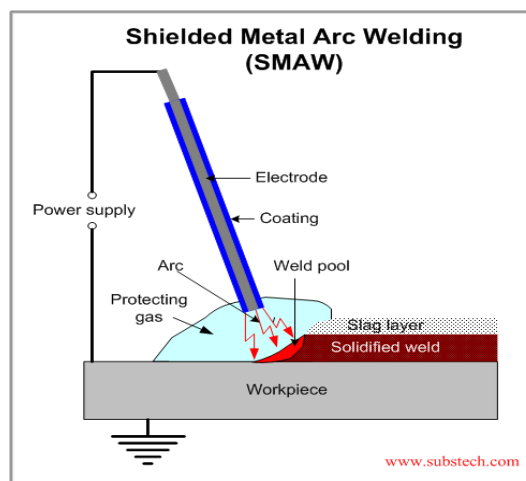 Shielded Metal Arc Welding
(SMAW)
Electrode
Power supply
Coating
Arc
Weld pool
Protecting
gas
Slag layer
Solidified weld
Workpiece
www.substech.com